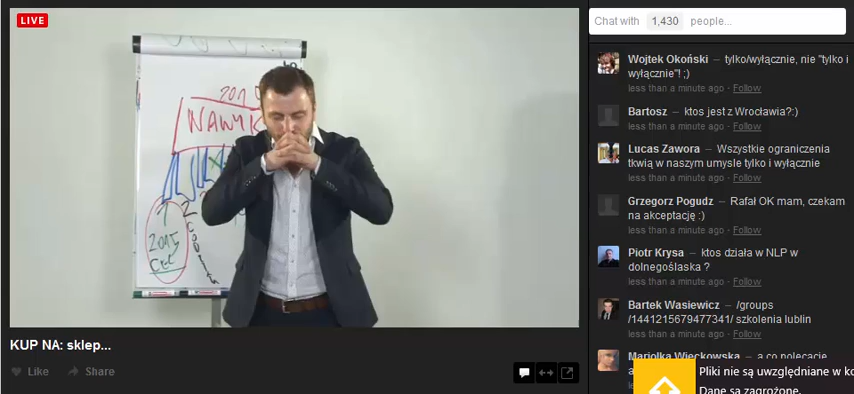 LIVE
2010
NAWYK
2015
CEL
KUP NA: sklep...
Like Share
Chat with 1,430 people...
Wojtek Okoński – tylko/wyłącznie, nie "tylko i
wyłącznie"! ;)
less than a minute ago · Follow
Bartosz – ktos jest z Wrocławia?:)
less than a minute ago · Follow
Lucas Zawora – Wszystkie ograniczenia
tkwią w naszym umysle tylko i wyłącznie
less than a minute ago · Follow
Grzegorz Pogudz – Rafał OK mam, czekam
na akceptację :)
less than a minute ago · Follow
Piotr Krysa – ktos działa w NLP w
dolnegoślaska ?
less than a minute ago · Follow
Bartek Wasiewicz – /groups
/1441215679477341/ szkolenia lublin
less than a minute ago · Follow
Mariolka Więckowska – a co polecacie
Pliki nie są uwzględniane w ko
Dane są zagrożone.